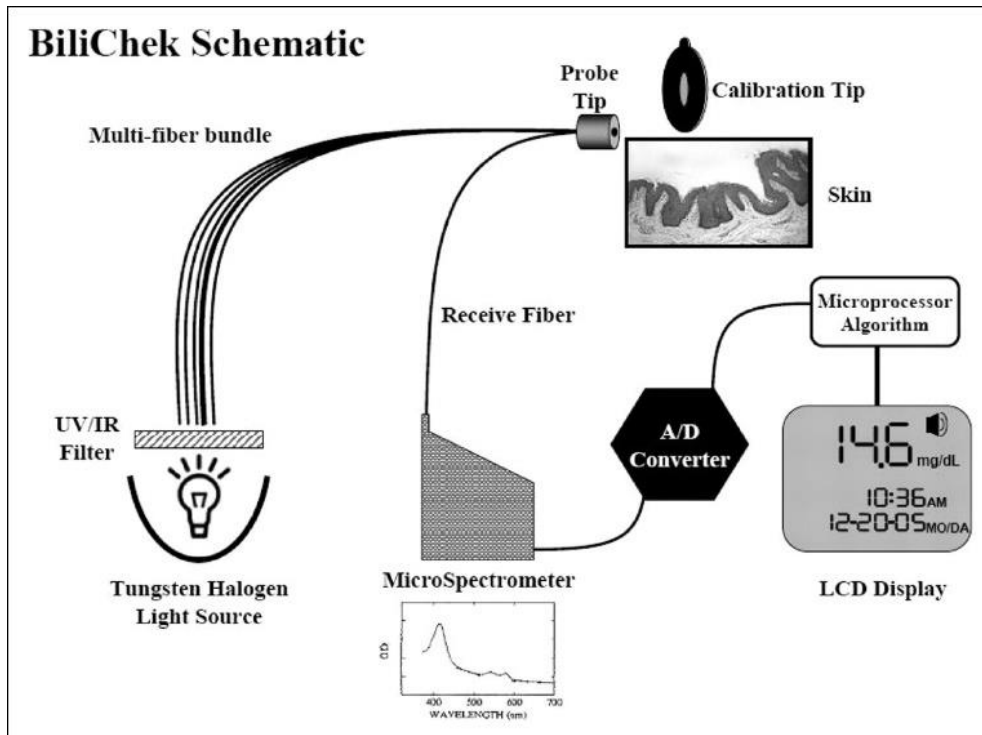 BiliChek Schematic
Probe
Tip
Calibration Tip
Multi-fiber bundle
Skin
Receive Fiber
Microprocessor
Algorithm
UV/IR
Filter
A/D
Converter
14.6 mg/dL
10:36AM
12-20-05MO/DA
Tungsten Halogen
Light Source
MicroSpectrometer
LCD Display
OD
400 500 600 700
WAVELENGTH (nm)